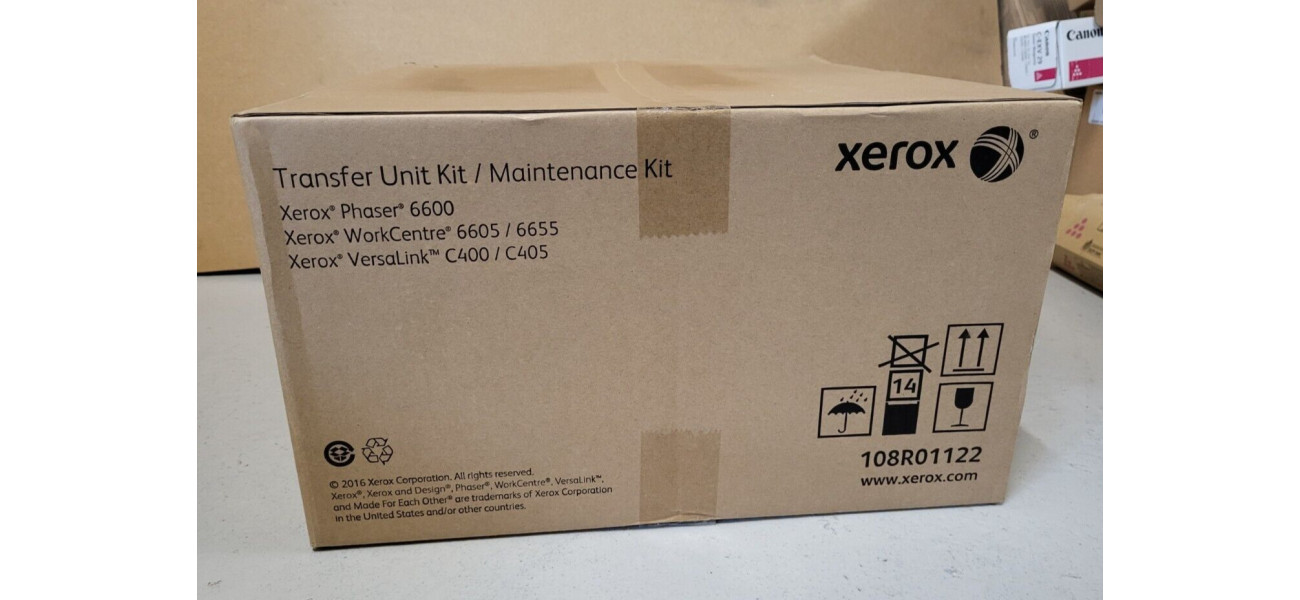 Transfer Unit Kit / Maintenance Kit
Xerox® Phaser® 6600
Xerox® WorkCentre® 6605 / 6655
Xerox® VersaLink™ C400 / C405
xerox ®
14
108R01122
www.xerox.com
© 2016 Xerox Corporation. All rights reserved.
Xerox®, Xerox and Design®, Phaser®, WorkCentre®, VersaLink™,
and Made For Each Other® are trademarks of Xerox Corporation
in the United States and/or other countries.
Canon
Canon